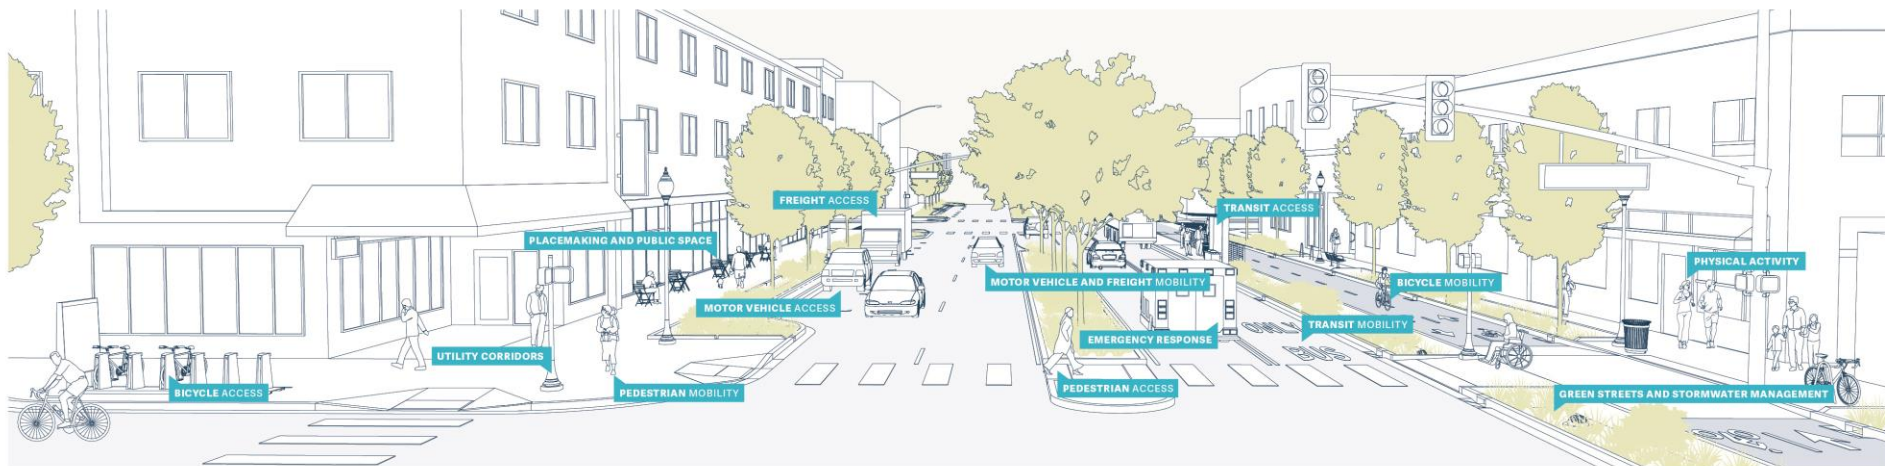 FREIGHT ACCESS
TRANSIT ACCESS
PLACEMAKING AND PUBLIC SPACE
PHYSICAL ACTIVITY
MOTOR VEHICLE AND FREIGHT MOBILITY
BICYCLE MOBILITY
MOTOR VEHICLE ACCESS
TRANSIT MOBILITY
ONLY
EMERGENCY RESPONSE
BUS
UTILITY CORRIDORS
PEDESTRIAN ACCESS
BICYCLE ACCESS
PEDESTRIAN MOBILITY
GREEN STREETS AND STORMWATER MANAGEMENT